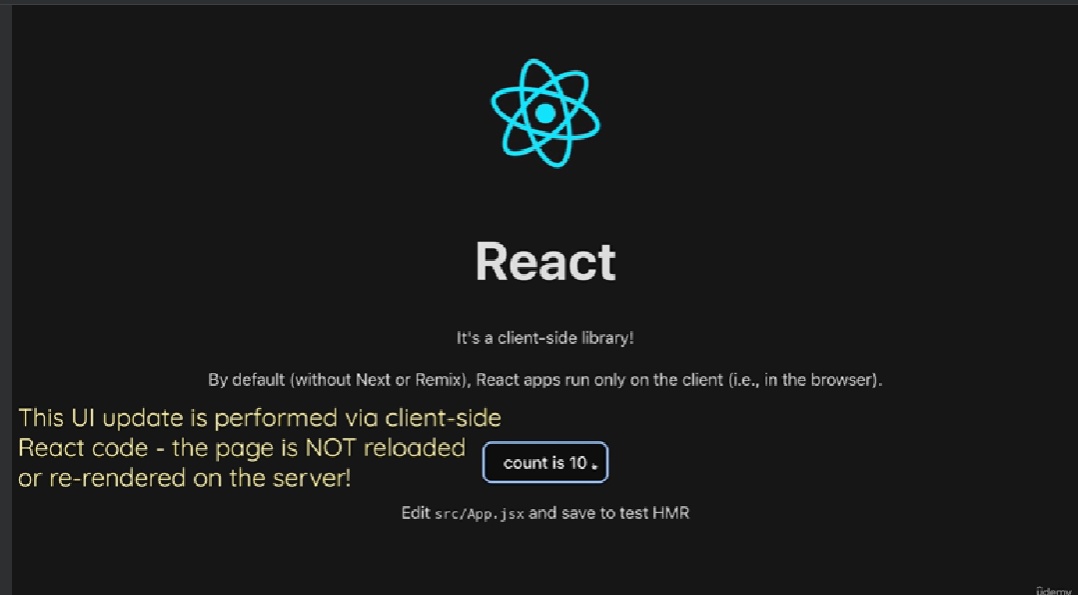 React
It's a client-side library!
By default (without Next or Remix), React apps run only on the client (i.e., in the browser).
This UI update is performed via client-side
React code - the page is NOT reloaded
or re-rendered on the server!
count is 10
Edit src/App.jsx and save to test HMR
ûdemy